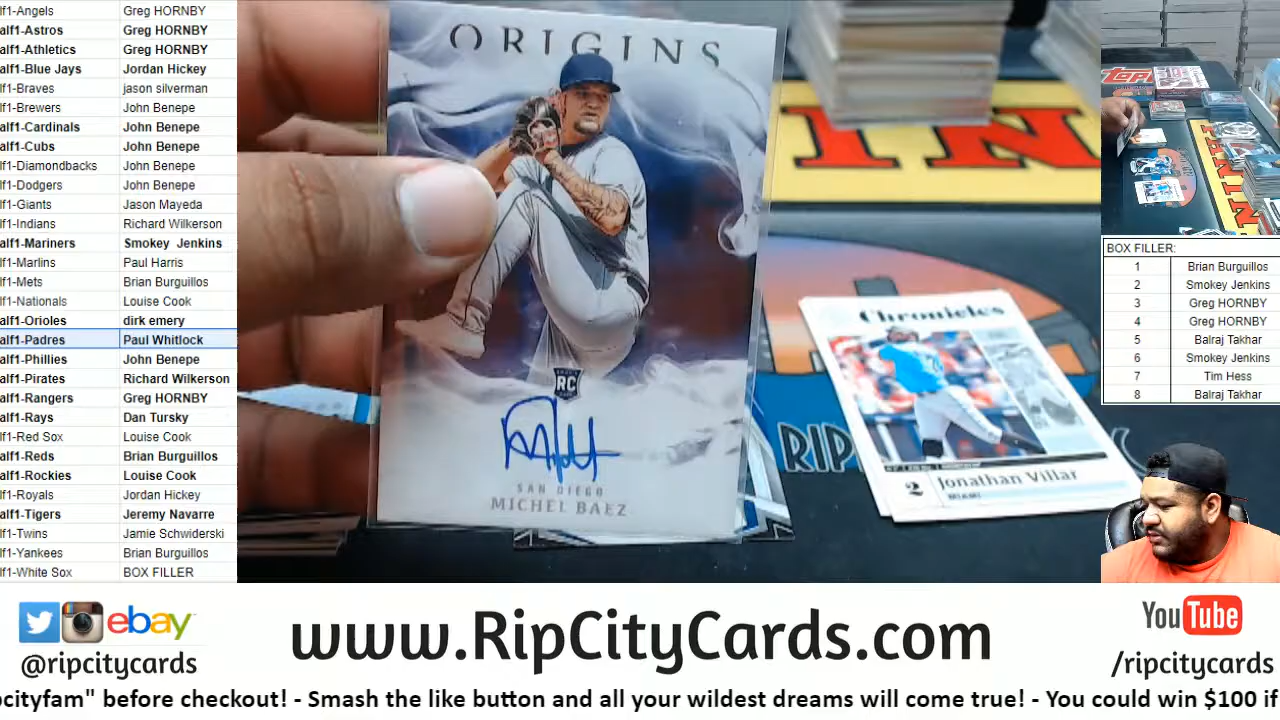 lf1-Angels Greg HORNBY
alf1-Astros Greg HORNBY
alf1-Athletics Greg HORNBY
alf1-Blue Jays Jordan Hickey
lf1-Braves jason silverman
lf1-Brewers John Benepe
alf1-Cardinals John Benepe
alf1-Cubs John Benepe
alf1-Diamondbacks John Benepe
lf1-Dodgers John Benepe
lf1-Giants Jason Mayeda
lf1-Indians Richard Wilkerson
alf1-Mariners Smokey Jenkins
lf1-Marlins Paul Harris
lf1-Mets Brian Burguillos
lf1-Nationals Louise Cook
alf1-Orioles dirk emery
alf1-Padres Paul Whitlock
alf1-Phillies John Benepe
alf1-Pirates Richard Wilkerson
alf1-Rangers Greg HORNBY
alf1-Rays Dan Tursky
lf1-Red Sox Louise Cook
alf1-Reds Brian Burguillos
alf1-Rockies Louise Cook
lf1-Royals Jordan Hickey
alf1-Tigers Jeremy Navarre
lf1-Twins Jamie Schwiderski
lf1-Yankees Brian Burguillos
lf1-White Sox BOX FILLER
ORIGINS
RC
SAN DIEGO
MICHEL BAEZ
INI
RIP
Chronicles
2 Jonathan Villar
MIAMI
BOX FILLER:
1 Brian Burguillos
2 Smokey Jenkins
3 Greg HORNBY
4 Greg HORNBY
5 Balraj Takhar
6 Smokey Jenkins
7 Tim Hess
8 Balraj Takhar
ebay
@ripcitycards
www.RipCityCards.com
YouTube
/ripcitycards
pcityfam" before checkout! - Smash the like button and all your wildest dreams will come true! - You could win $100 if